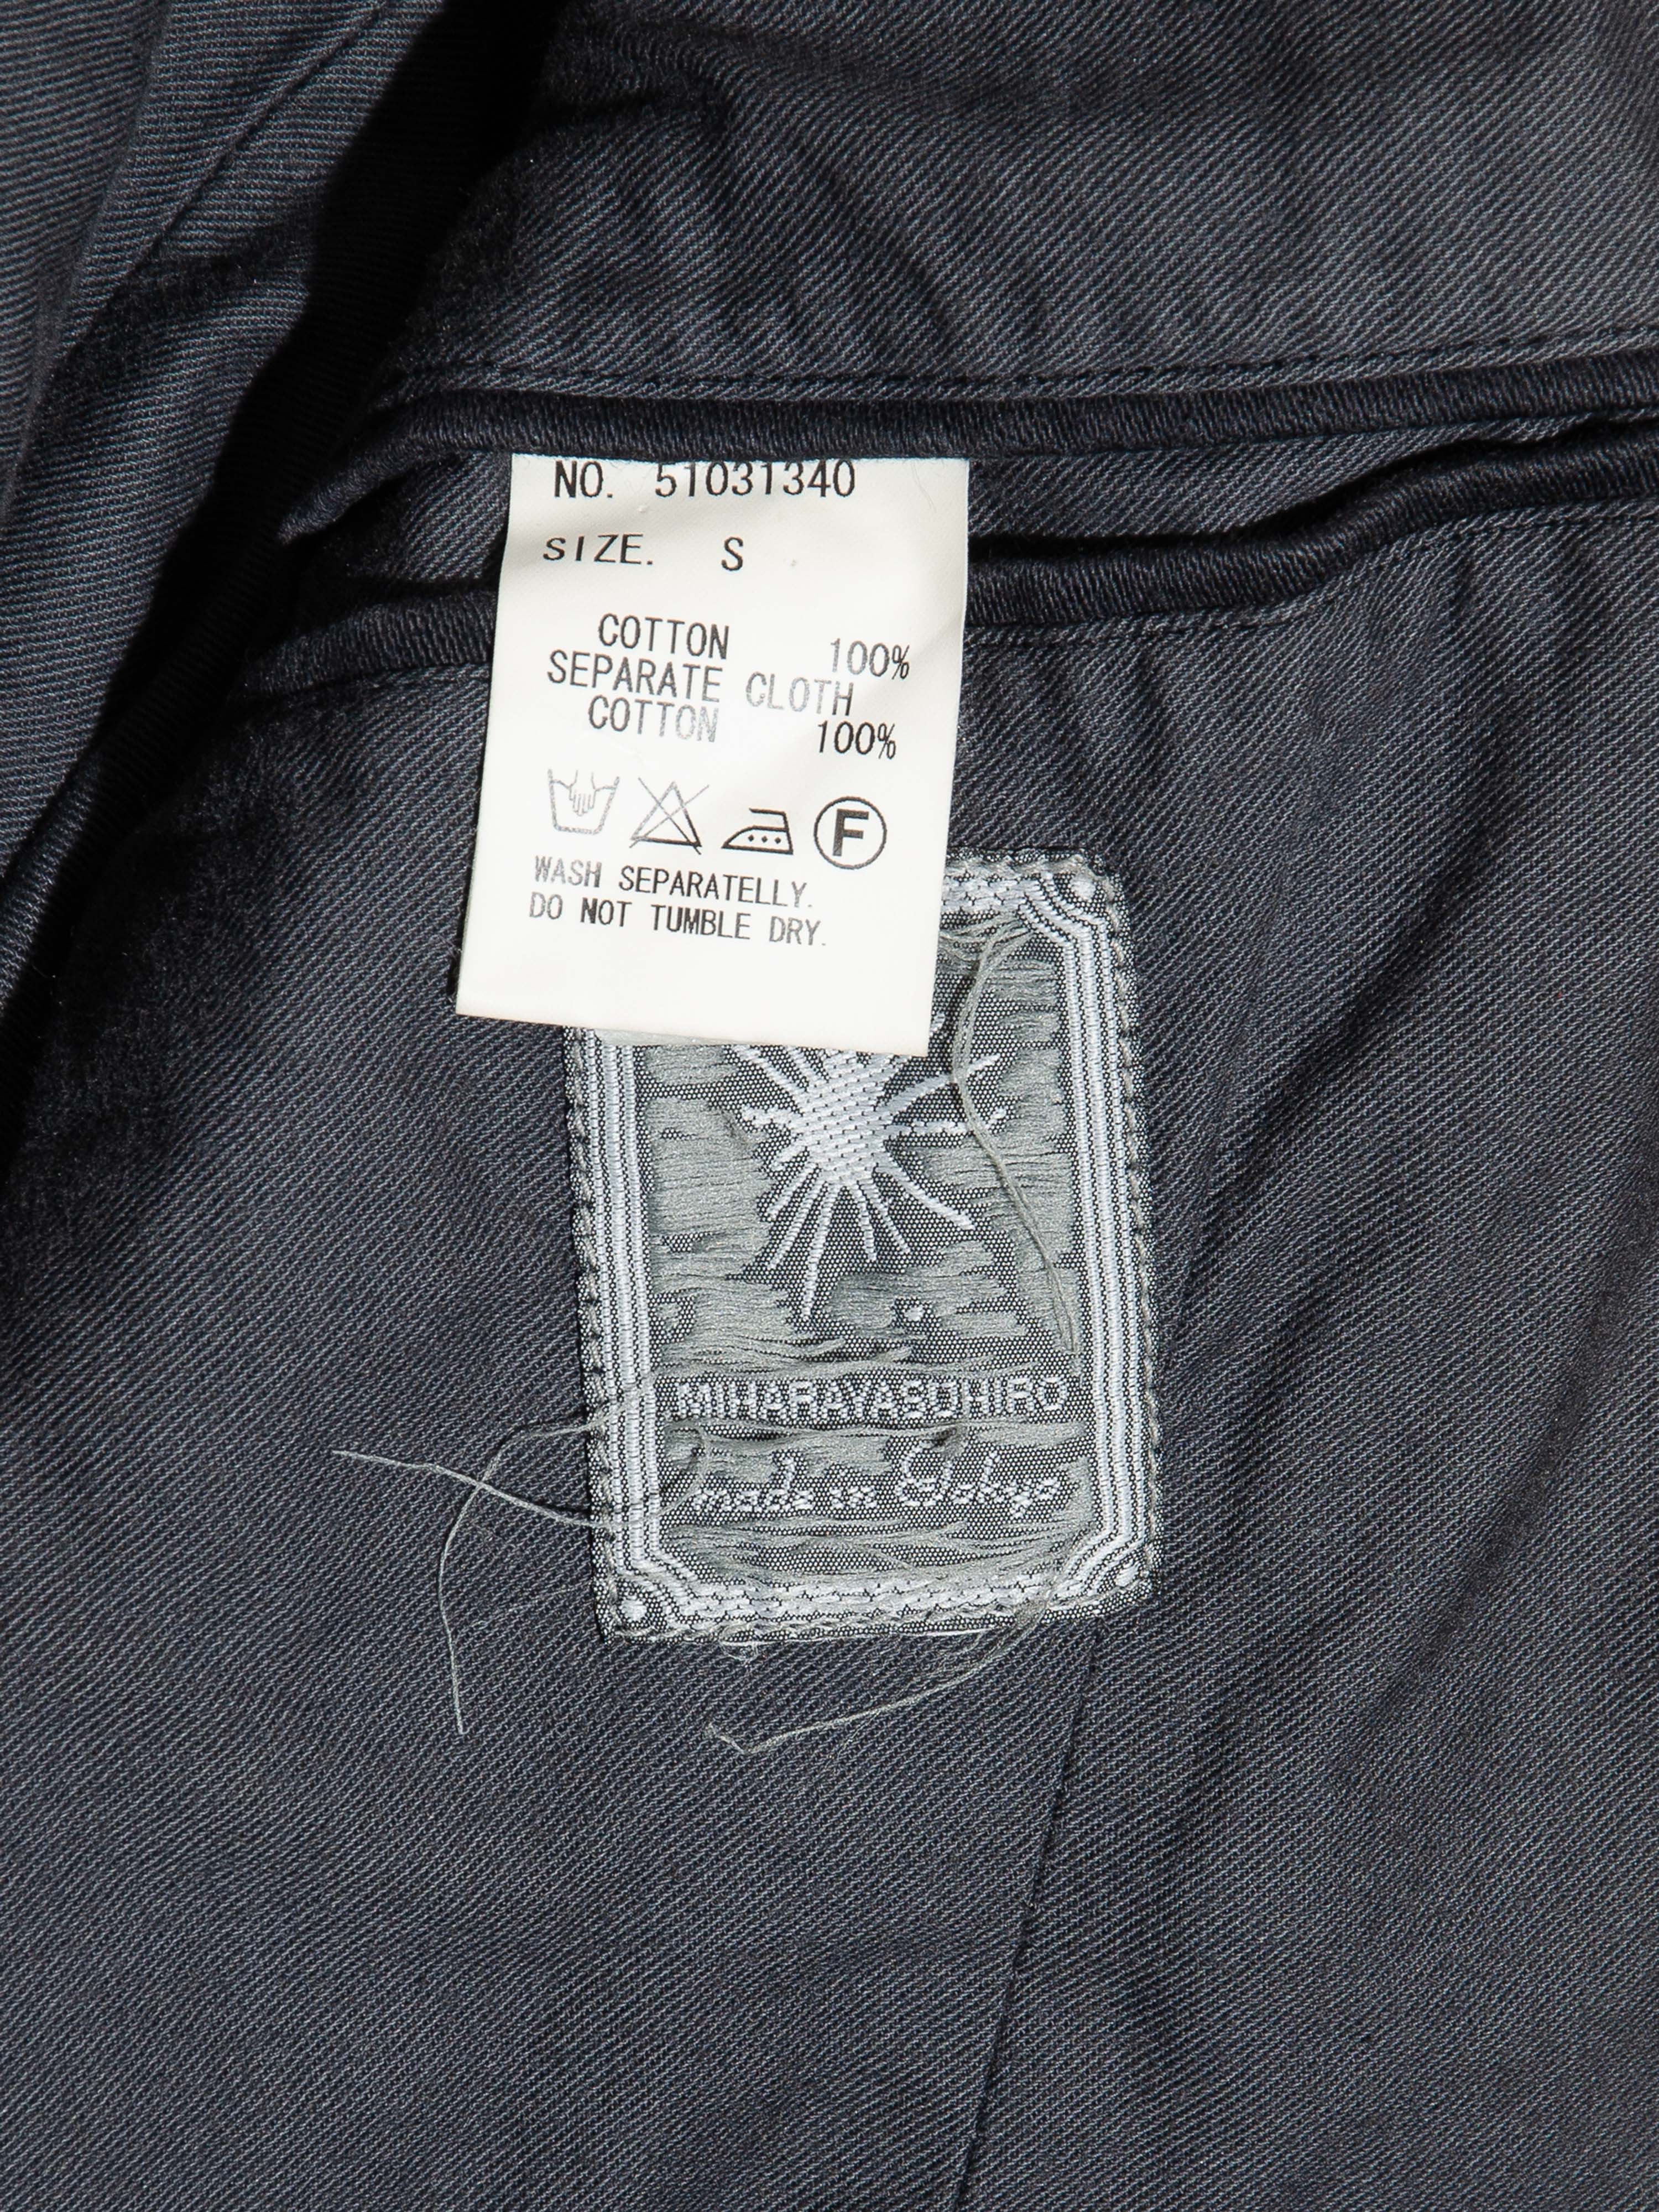 NO. 51031340
SIZE. S
COTTON 100%
SEPARATE CLOTH
COTTON 100%
F
WASH SEPARATELLY.
DO NOT TUMBLE DRY.
MIHARAYASUHIRO
made in Tokyo